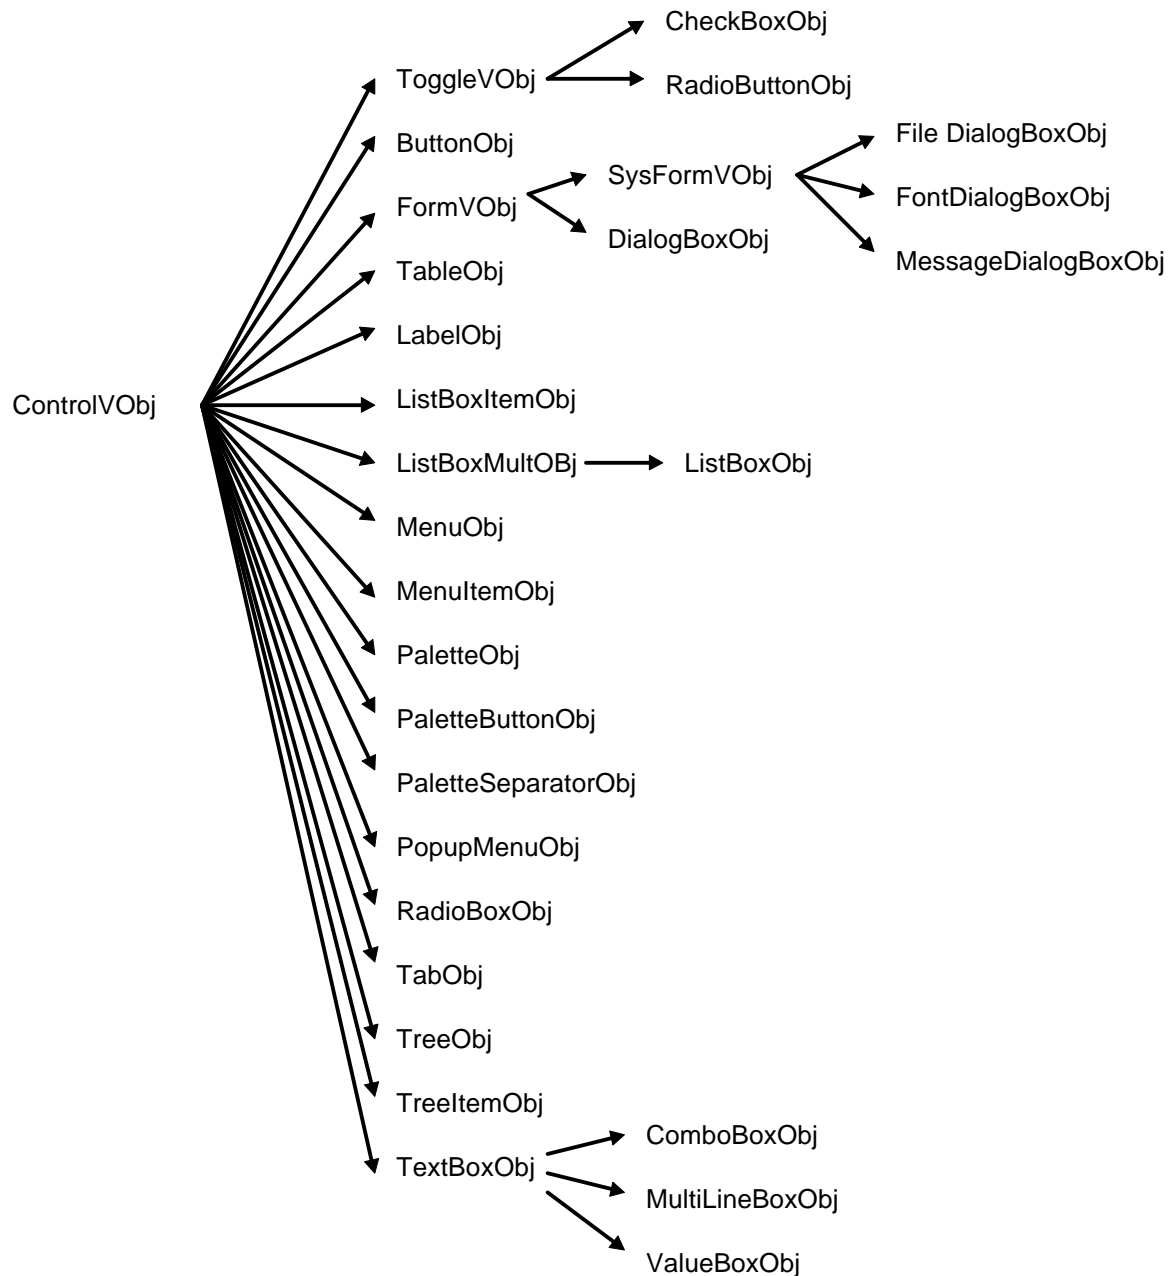 CheckBoxObj
ToggleVObj
RadioButtonObj
File DialogBoxObj
ButtonObj
SysFormVObj
FontDialogBoxObj
FormVObj
DialogBoxObj
MessageDialogBoxObj
TableObj
LabelObj
ControlVObj
ListBoxItemObj
ListBoxMultOBj
ListBoxObj
MenuObj
MenuItemObj
PaletteObj
PaletteButtonObj
PaletteSeparatorObj
PopupMenuObj
RadioBoxObj
TabObj
TreeObj
TreeItemObj
ComboBoxObj
TextBoxObj
MultiLineBoxObj
ValueBoxObj